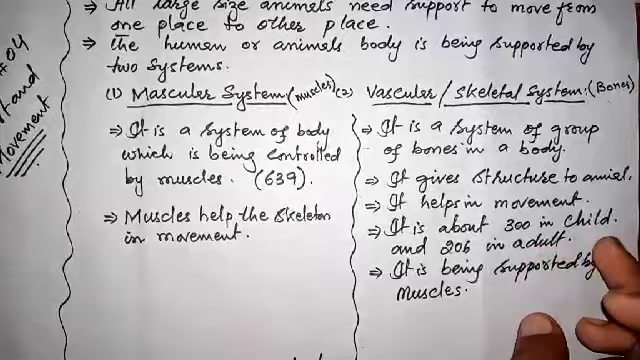 ⇒ All large size animals need support to move from
one place to other place.
⇒ The human or animals body is being supported by
two systems.
(1) Mascular System (Muscles)
⇒ It is a system of body
which is being controlled
by muscles. (639).
⇒ Muscles help the skeleton
in movement.
(2) Vascular / Skeletal System: (Bones)
⇒ It is a system of group
of bones in a body.
⇒ It gives structure to animal.
⇒ It helps in movement.
⇒ It is about 300 in child.
and 206 in adult.
⇒ It is being supported by
muscles.
#04
and
Movement